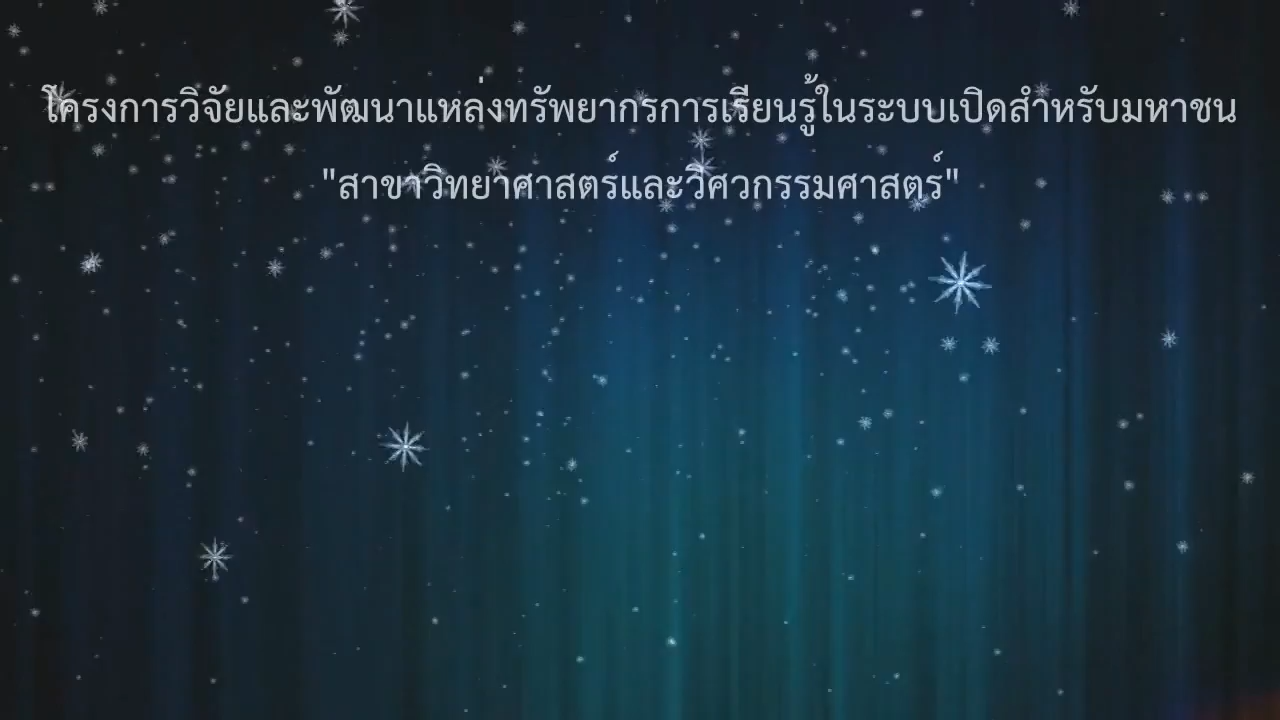 โครงการวิจัยและพัฒนาแหล่งทรัพยากรการเรียนรู้ในระบบเปิดสำหรับมหาชน
"สาขาวิทยาศาสตร์และวิศวกรรมศาสตร์"